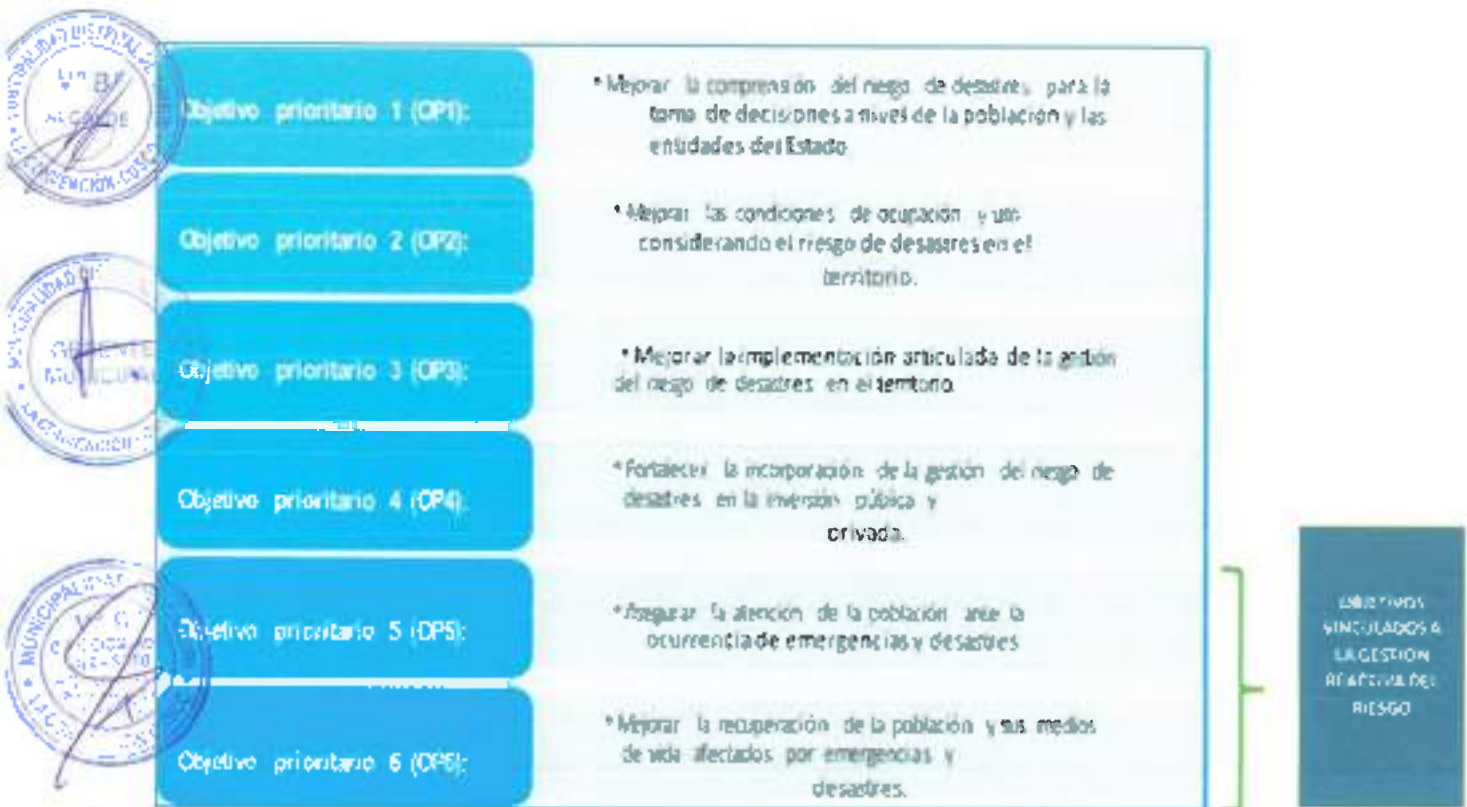 Objetivo prioritario 1 (OP1):
• Mejorar la comprensión del riesgo de desastres para la
toma de decisiones a nivel de la población y las
entidades del Estado
Objetivo prioritario 2 (OP2):
• Mejorar las condiciones de ocupación y uso
considerando el riesgo de desastres en el
territorio.
Objetivo prioritario 3 (OP3):
• Mejorar la implementación articulada de la gestión
del riesgo de desastres en el territorio
Objetivo prioritario 4 (OP4):
• Fortalecer la incorporación de la gestión del riesgo de
desastres en la inversión pública y
privada.
Objetivo prioritario 5 (OP5):
• Asegurar la atención de la población ante la
ocurrencia de emergencias y desastres
Objetivo prioritario 6 (OP6):
• Mejorar la recuperación de la población y sus medios
de vida afectados por emergencias y
desastres.
OBJETIVOS
VINCULADOS A
LA GESTION
REACTIVA DEL
RIESGO
ALCALDE
CONVENCIÓN-CUSCO
GERENTE
MUNICIPAL
MUNICIPALIDAD